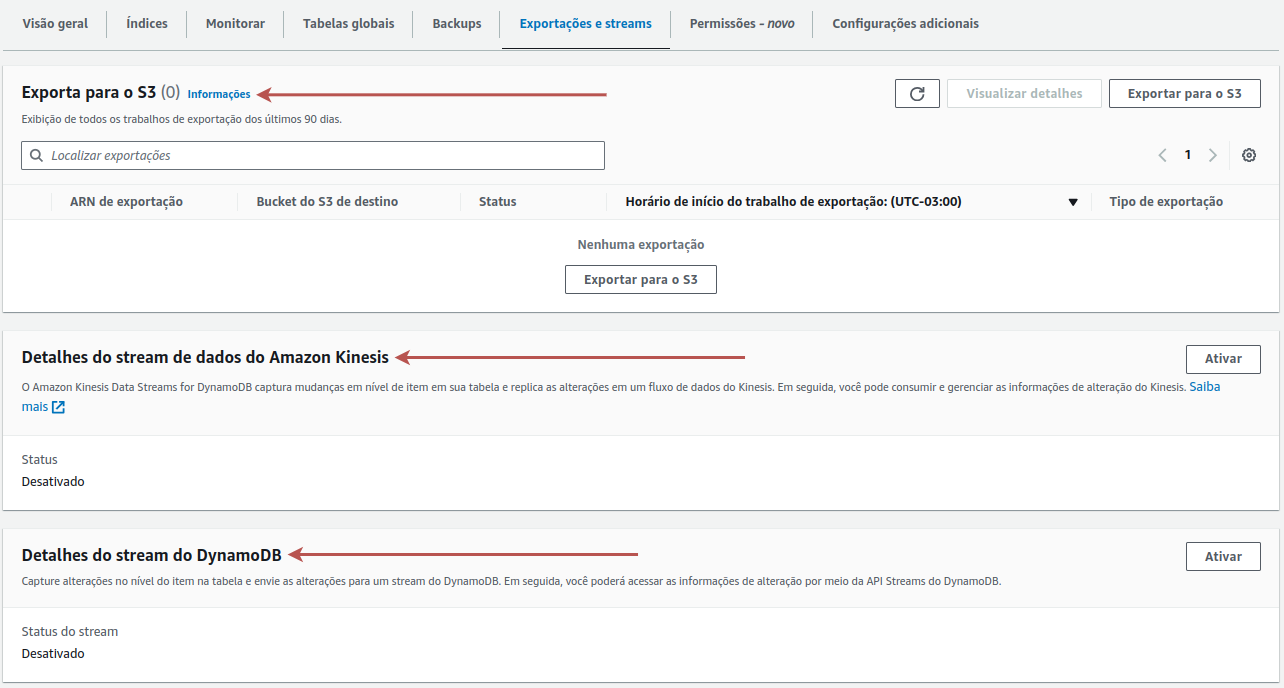 Visão geral Índices Monitorar Tabelas globais Backups Exportações e streams Permissões - novo Configurações adicionais
Exporta para o S3 (0) Informações Visualizar detalhes Exportar para o S3
Exibição de todos os trabalhos de exportação dos últimos 90 dias.
Localizar exportações 1
ARN de exportação Bucket do S3 de destino Status Horário de início do trabalho de exportação: (UTC-03:00) Tipo de exportação
Nenhuma exportação
Exportar para o S3
Detalhes do stream de dados do Amazon Kinesis Ativar
O Amazon Kinesis Data Streams for DynamoDB captura mudanças em nível de item em sua tabela e replica as alterações em um fluxo de dados do Kinesis. Em seguida, você pode consumir e gerenciar as informações de alteração do Kinesis. Saiba
mais
Status
Desativado
Detalhes do stream do DynamoDB Ativar
Capture alterações no nível do item na tabela e envie as alterações para um stream do DynamoDB. Em seguida, você poderá acessar as informações de alteração por meio da API Streams do DynamoDB.
Status do stream
Desativado